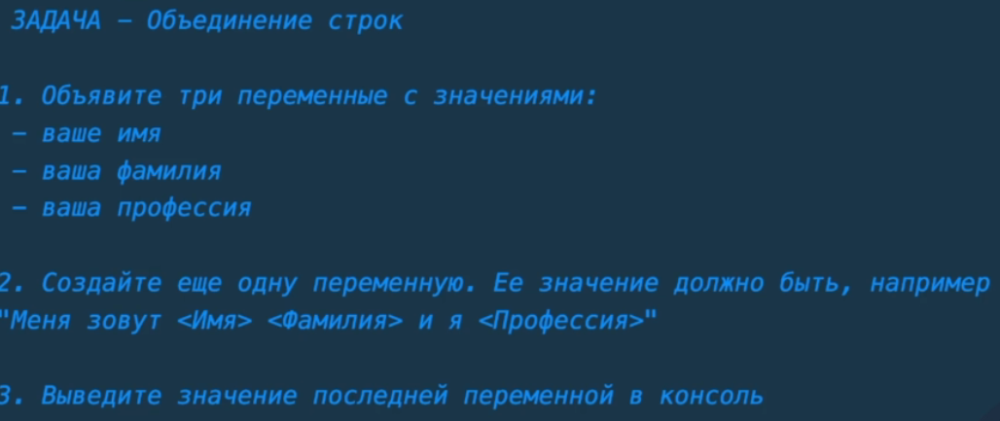 ЗАДАЧА – Объединение строк
1. Объявите три переменные с значениями:
– ваше имя
– ваша фамилия
– ваша профессия
2. Создайте еще одну переменную. Ее значение должно быть, например
"Меня зовут <Имя> <Фамилия> и я <Профессия>"
3. Выведите значение последней переменной в консоль